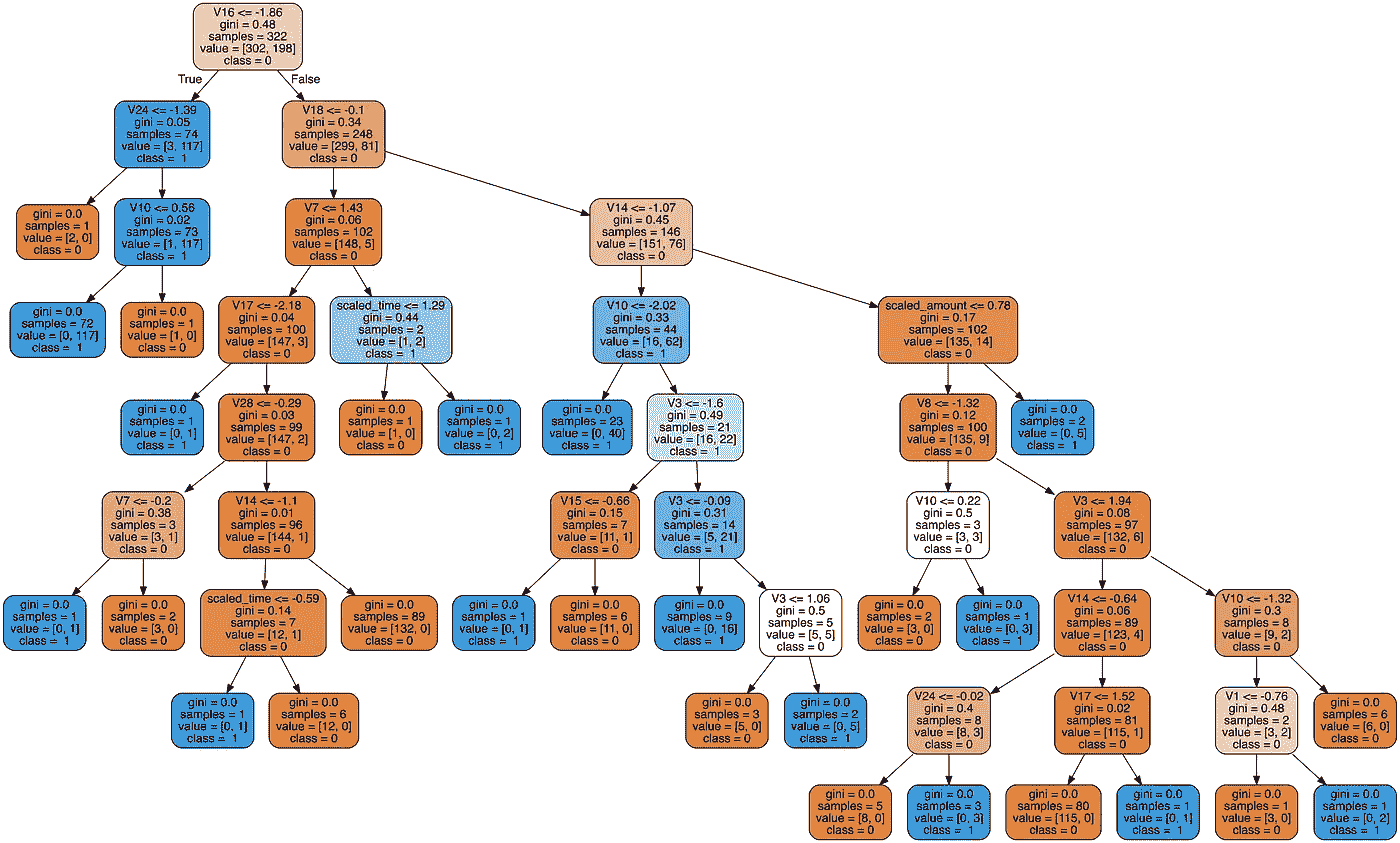 V16 <= -1.86
gini = 0.48
samples = 322
value = [302, 198]
class = 0
True
False
V24 <= -1.39
gini = 0.05
samples = 74
value = [3, 117]
class = 1
V18 <= -0.1
gini = 0.34
samples = 248
value = [299, 81]
class = 0
gini = 0.0
samples = 1
value = [2, 0]
class = 0
V10 <= 0.56
gini = 0.02
samples = 73
value = [1, 117]
class = 1
V7 <= 1.43
gini = 0.06
samples = 102
value = [148, 5]
class = 0
V14 <= -1.07
gini = 0.45
samples = 146
value = [151, 76]
class = 0
gini = 0.0
samples = 72
value = [0, 117]
class = 1
gini = 0.0
samples = 1
value = [1, 0]
class = 0
V17 <= -2.18
gini = 0.04
samples = 100
value = [147, 3]
class = 0
scaled_time <= 1.29
gini = 0.44
samples = 2
value = [1, 2]
class = 1
V10 <= -2.02
gini = 0.33
samples = 44
value = [16, 62]
class = 1
scaled_amount <= 0.78
gini = 0.17
samples = 102
value = [135, 14]
class = 0
gini = 0.0
samples = 1
value = [0, 1]
class = 1
V28 <= -0.29
gini = 0.03
samples = 99
value = [147, 2]
class = 0
gini = 0.0
samples = 1
value = [1, 0]
class = 0
gini = 0.0
samples = 1
value = [0, 2]
class = 1
gini = 0.0
samples = 23
value = [0, 40]
class = 1
V3 <= -1.6
gini = 0.49
samples = 21
value = [16, 22]
class = 1
V8 <= -1.32
gini = 0.12
samples = 100
value = [135, 9]
class = 0
gini = 0.0
samples = 2
value = [0, 5]
class = 1
V7 <= -0.2
gini = 0.38
samples = 3
value = [3, 1]
class = 0
V14 <= -1.1
gini = 0.01
samples = 96
value = [144, 1]
class = 0
V15 <= -0.66
gini = 0.15
samples = 7
value = [11, 1]
class = 0
V3 <= -0.09
gini = 0.31
samples = 14
value = [5, 21]
class = 1
V10 <= 0.22
gini = 0.5
samples = 3
value = [3, 3]
class = 0
V3 <= 1.94
gini = 0.08
samples = 97
value = [132, 6]
class = 0
gini = 0.0
samples = 1
value = [0, 1]
class = 1
gini = 0.0
samples = 2
value = [3, 0]
class = 0
scaled_time <= -0.59
gini = 0.14
samples = 7
value = [12, 1]
class = 0
gini = 0.0
samples = 89
value = [132, 0]
class = 0
gini = 0.0
samples = 1
value = [0, 1]
class = 1
gini = 0.0
samples = 6
value = [11, 0]
class = 0
gini = 0.0
samples = 9
value = [0, 16]
class = 1
V3 <= 1.06
gini = 0.5
samples = 5
value = [5, 5]
class = 0
gini = 0.0
samples = 2
value = [3, 0]
class = 0
gini = 0.0
samples = 1
value = [0, 3]
class = 1
V14 <= -0.64
gini = 0.06
samples = 89
value = [123, 4]
class = 0
V10 <= -1.32
gini = 0.3
samples = 8
value = [9, 2]
class = 0
gini = 0.0
samples = 1
value = [0, 1]
class = 1
gini = 0.0
samples = 6
value = [12, 0]
class = 0
gini = 0.0
samples = 3
value = [5, 0]
class = 0
gini = 0.0
samples = 2
value = [0, 5]
class = 1
V24 <= -0.02
gini = 0.4
samples = 8
value = [8, 3]
class = 0
V17 <= 1.52
gini = 0.02
samples = 81
value = [115, 1]
class = 0
V1 <= -0.76
gini = 0.48
samples = 2
value = [3, 2]
class = 0
gini = 0.0
samples = 6
value = [6, 0]
class = 0
gini = 0.0
samples = 5
value = [8, 0]
class = 0
gini = 0.0
samples = 3
value = [0, 3]
class = 1
gini = 0.0
samples = 80
value = [115, 0]
class = 0
gini = 0.0
samples = 1
value = [0, 1]
class = 1
gini = 0.0
samples = 1
value = [3, 0]
class = 0
gini = 0.0
samples = 1
value = [0, 2]
class = 1